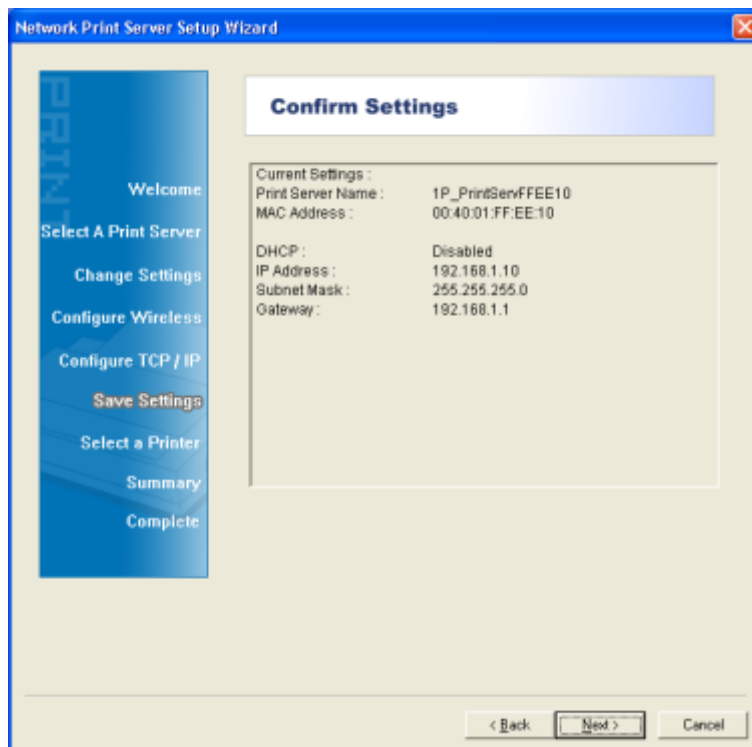 Network Print Server Setup Wizard
PRINT
Welcome
Select A Print Server
Change Settings
Configure Wireless
Configure TCP / IP
Save Settings
Select a Printer
Summary
Complete
Confirm Settings
Current Settings :
Print Server Name : 1P_PrintServFFEE10
MAC Address : 00:40:01:FF:EE:10
DHCP : Disabled
IP Address : 192.168.1.10
Subnet Mask : 255.255.255.0
Gateway : 192.168.1.1
< Back Next > Cancel